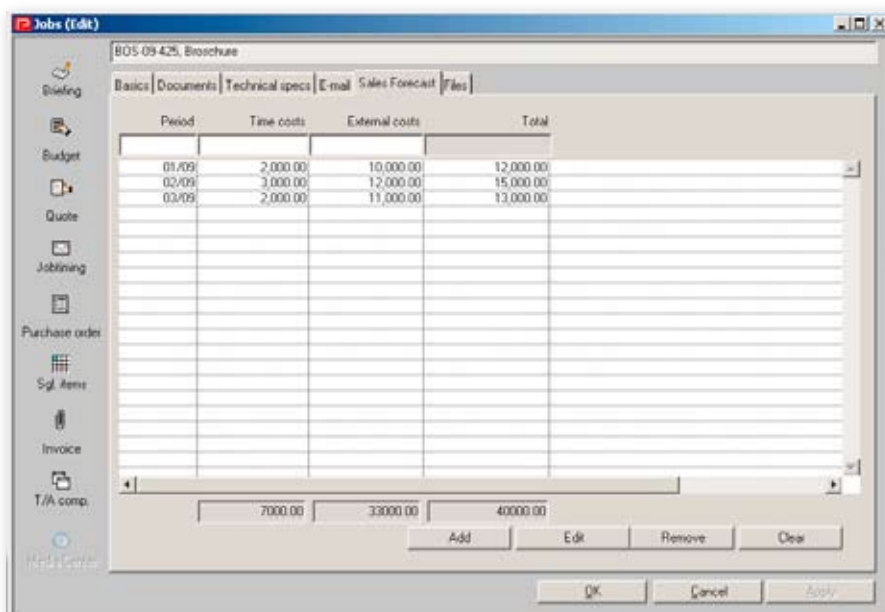 Jobs (Edit)
BOS-09-425, Broschure
Basics Documents Technical specs E-mail Sales Forecast Files
Briefing
Budget
Quote
Jobtiming
Purchase order
Sgl. items
Invoice
T/A comp.
MediaCenter
Period Time costs External costs Total
01/09 2,000.00 10,000.00 12,000.00
02/09 3,000.00 12,000.00 15,000.00
03/09 2,000.00 11,000.00 13,000.00
7000.00 33000.00 40000.00
Add Edit Remove Clear
OK Cancel Apply